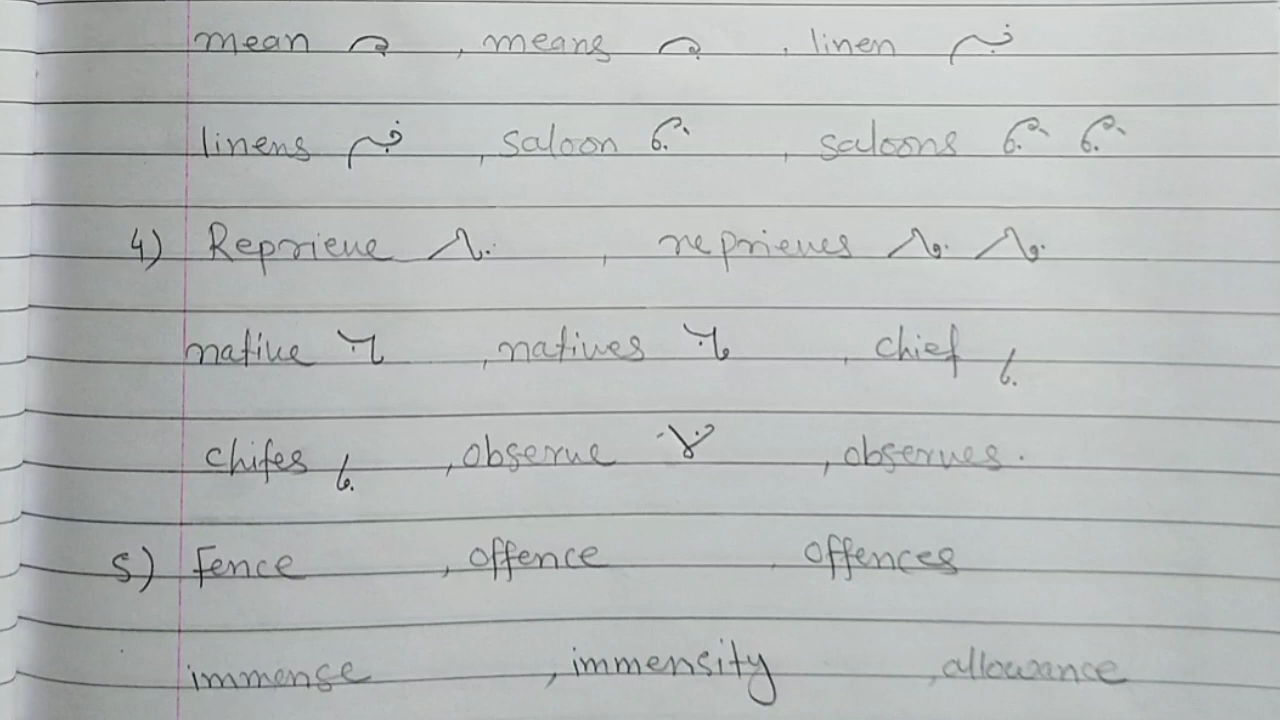 mean , means , linen
linens , saloon , saloons
4) Reprieve , reprieves
native , natives , chief
chifes , observe , observes.
5) Fence , offence , offences
immense , immensity , allowance